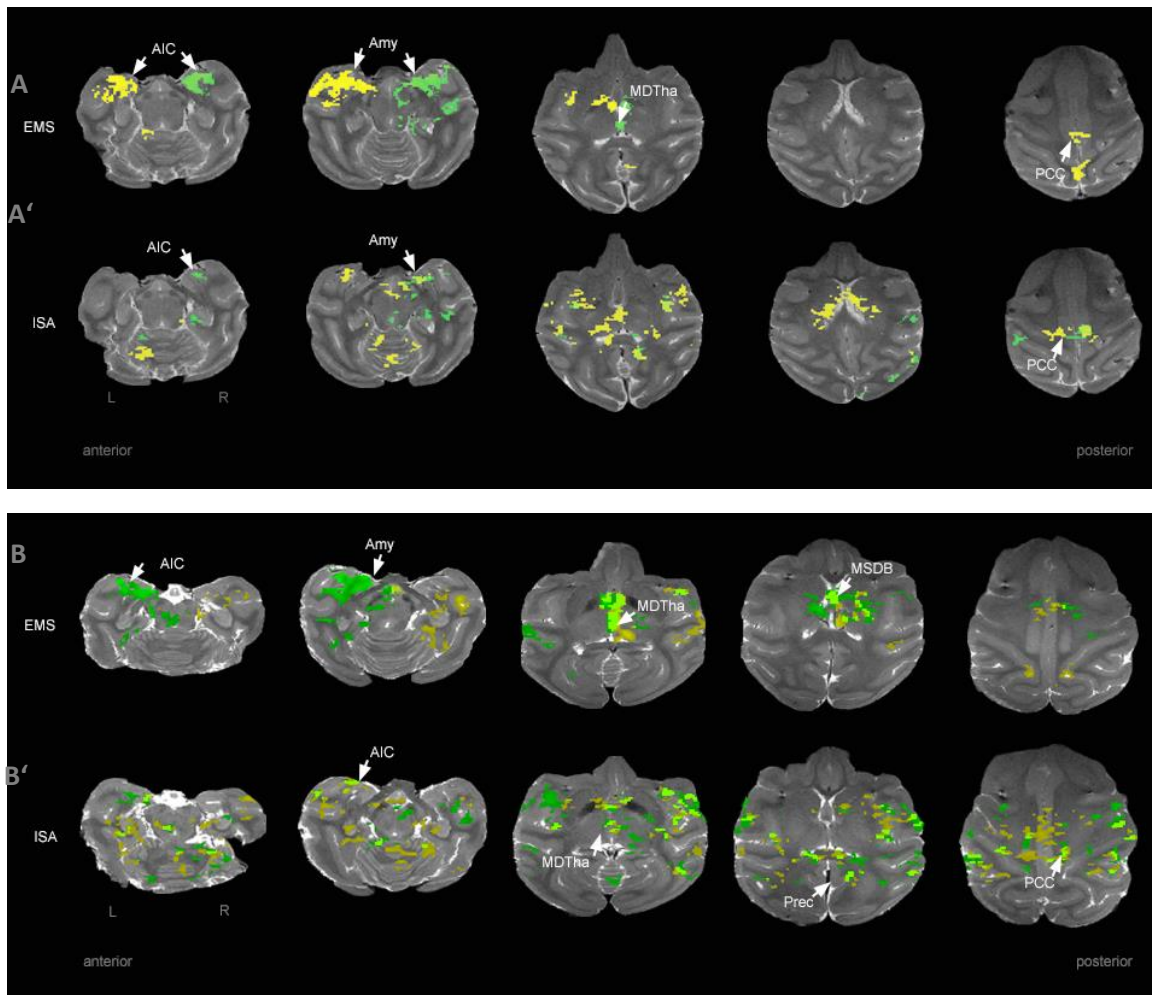 AIC
Amy
A
MDTha
EMS
PCC
A‘
AIC
Amy
ISA
PCC
L R
anterior posterior
B
AIC
Amy
MSDB
MDTha
EMS
AIC
B‘
ISA
MDTha
PCC
Prec
L R
anterior posterior